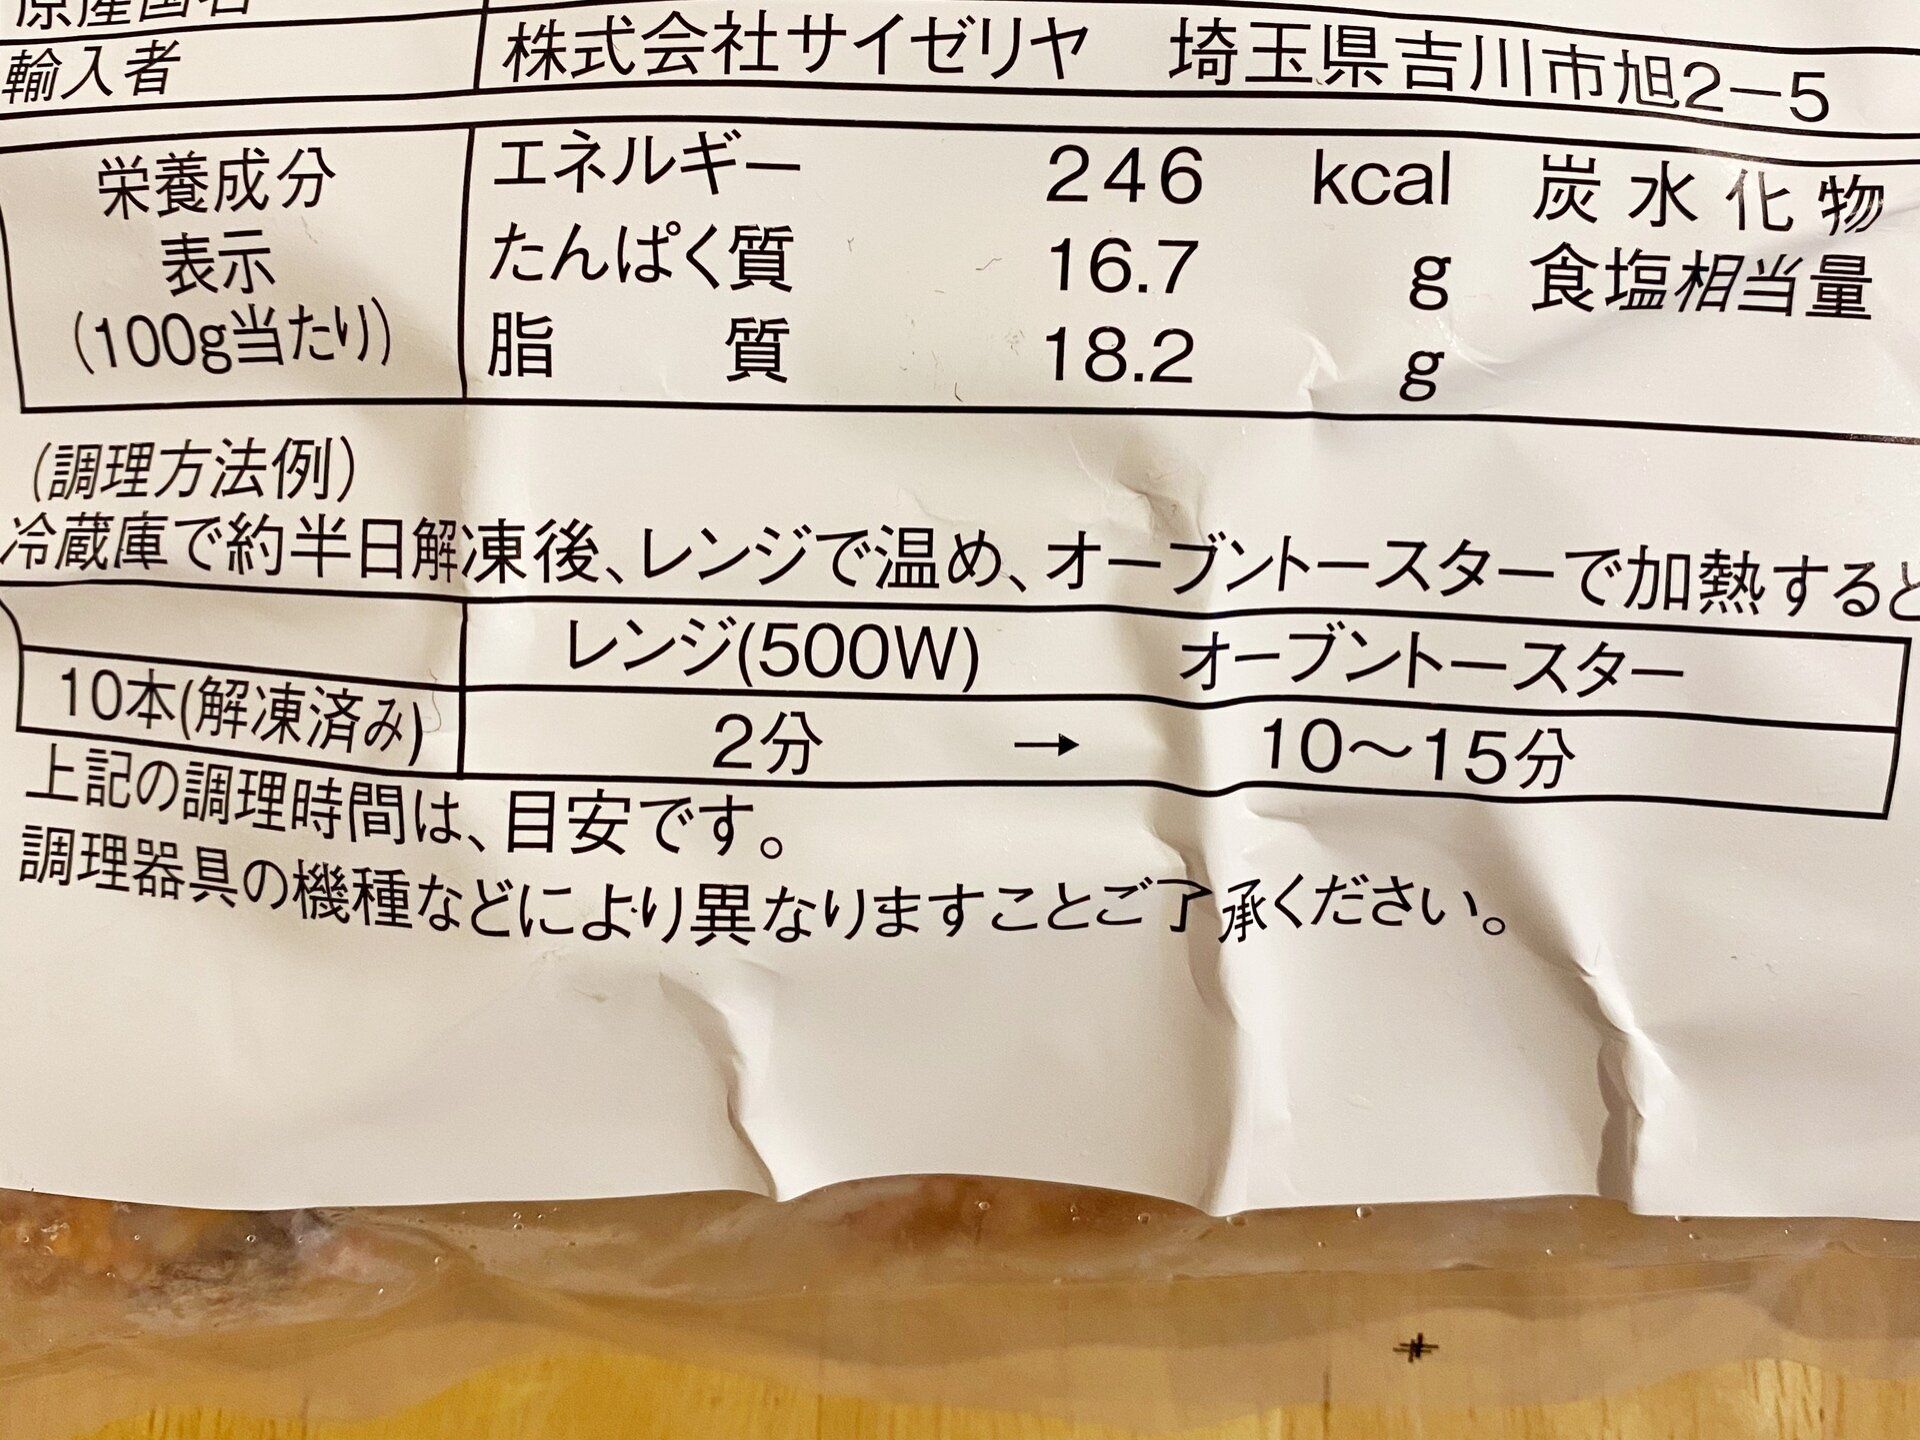 原産国名
輸入者 株式会社サイゼリヤ 埼玉県吉川市旭2−5
栄養成分表示(100g当たり)
エネルギー 246 kcal 炭水化物
たんぱく質 16.7 g 食塩相当量
脂質 18.2 g
(調理方法例)
冷蔵庫で約半日解凍後、レンジで温め、オーブントースターで加熱すると
レンジ(500W) オーブントースター
10本(解凍済み) 2分 → 10〜15分
上記の調理時間は、目安です。
調理器具の機種などにより異なりますことご了承ください。